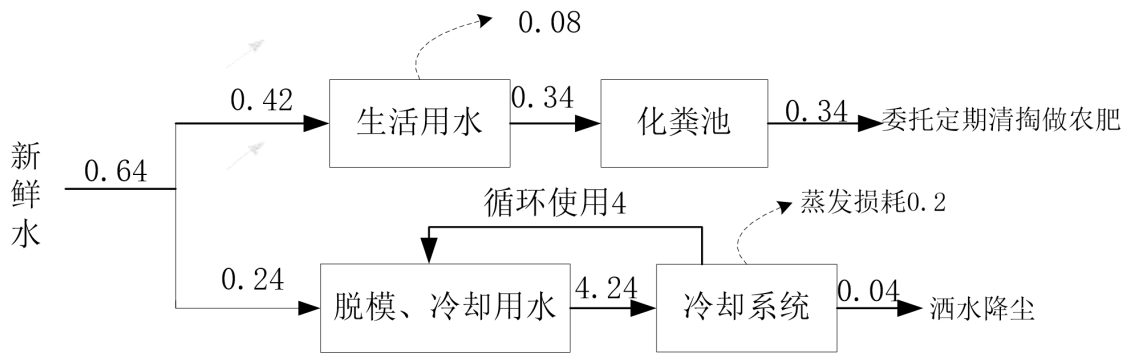 0.08
0.42
生活用水
0.34
化粪池
0.34
委托定期清掏做农肥
新鲜水
0.64
循环使用4
蒸发损耗0.2
0.24
脱模、冷却用水
4.24
冷却系统
0.04
洒水降尘